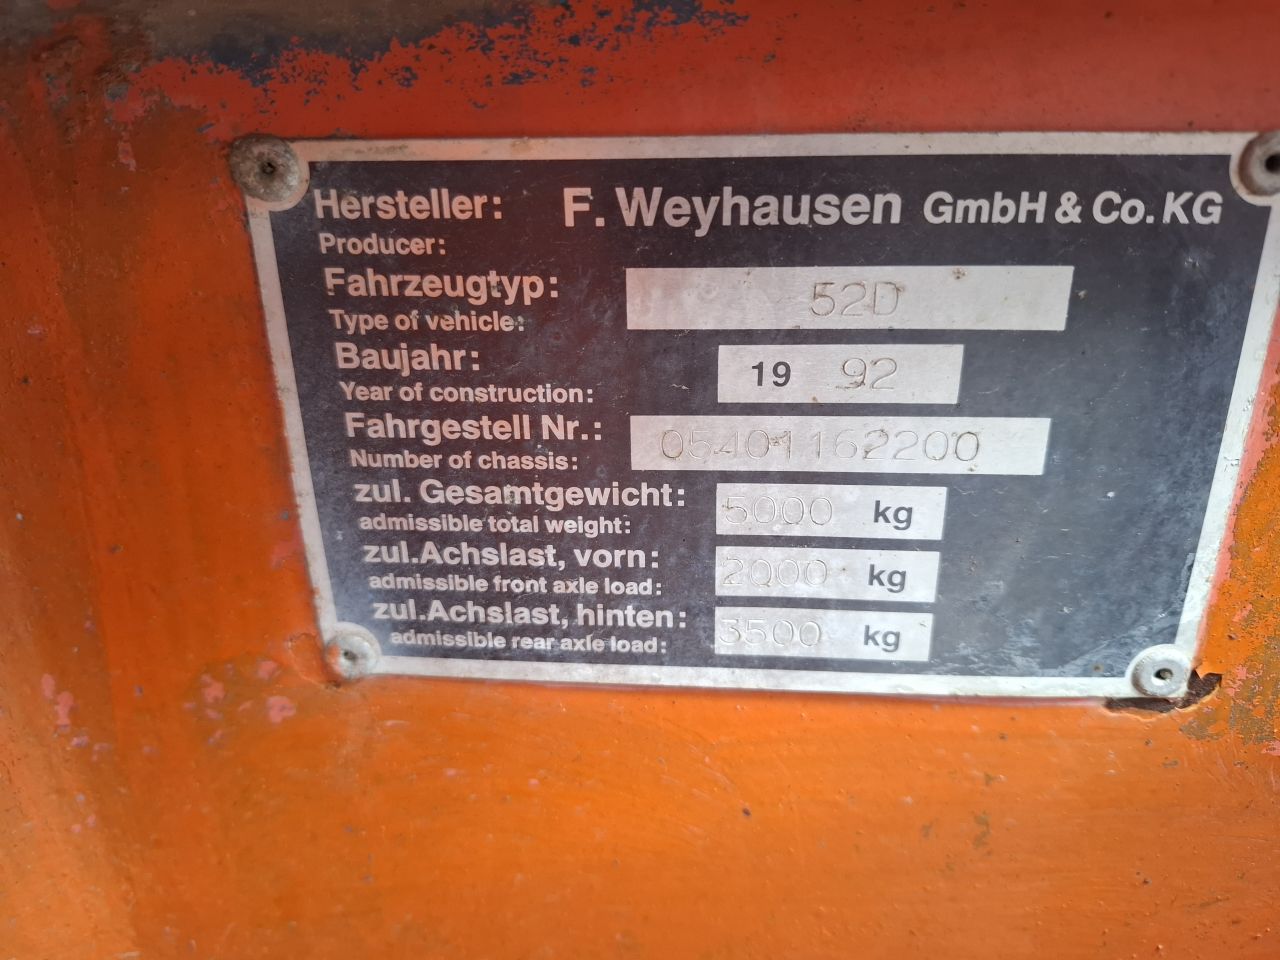 Hersteller: F. Weyhausen GmbH & Co. KG
Producer:
Fahrzeugtyp: 52D
Type of vehicle:
Baujahr: 19 92
Year of construction:
Fahrgestell Nr.: 05401162200
Number of chassis:
zul. Gesamtgewicht: 5000 kg
admissible total weight:
zul.Achslast, vorn: 2000 kg
admissible front axle load:
zul.Achslast, hinten: 3500 kg
admissible rear axle load: